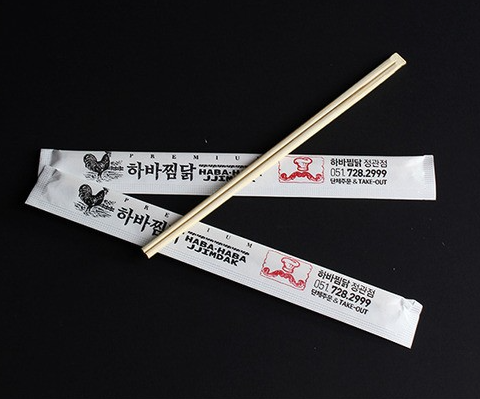 PREMIUM
하바찜닭
HABA·HABA
JJIMDAK
하바찜닭 정관점
051.728.2999
단체주문 & TAKE-OUT
PREMIUM
하바찜닭
HABA·HABA
JJIMDAK
하바찜닭 정관점
051.728.2999
단체주문 & TAKE-OUT